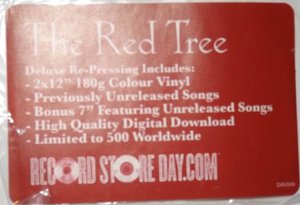 The Red Tree
Deluxe Re-Pressing Includes:
- 2x12" 180g Colour Vinyl
- Previously Unreleased Songs
- Bonus 7" Featuring Unreleased Songs
- High Quality Digital Download
- Limited to 500 Worldwide
RECORD STORE DAY.COM